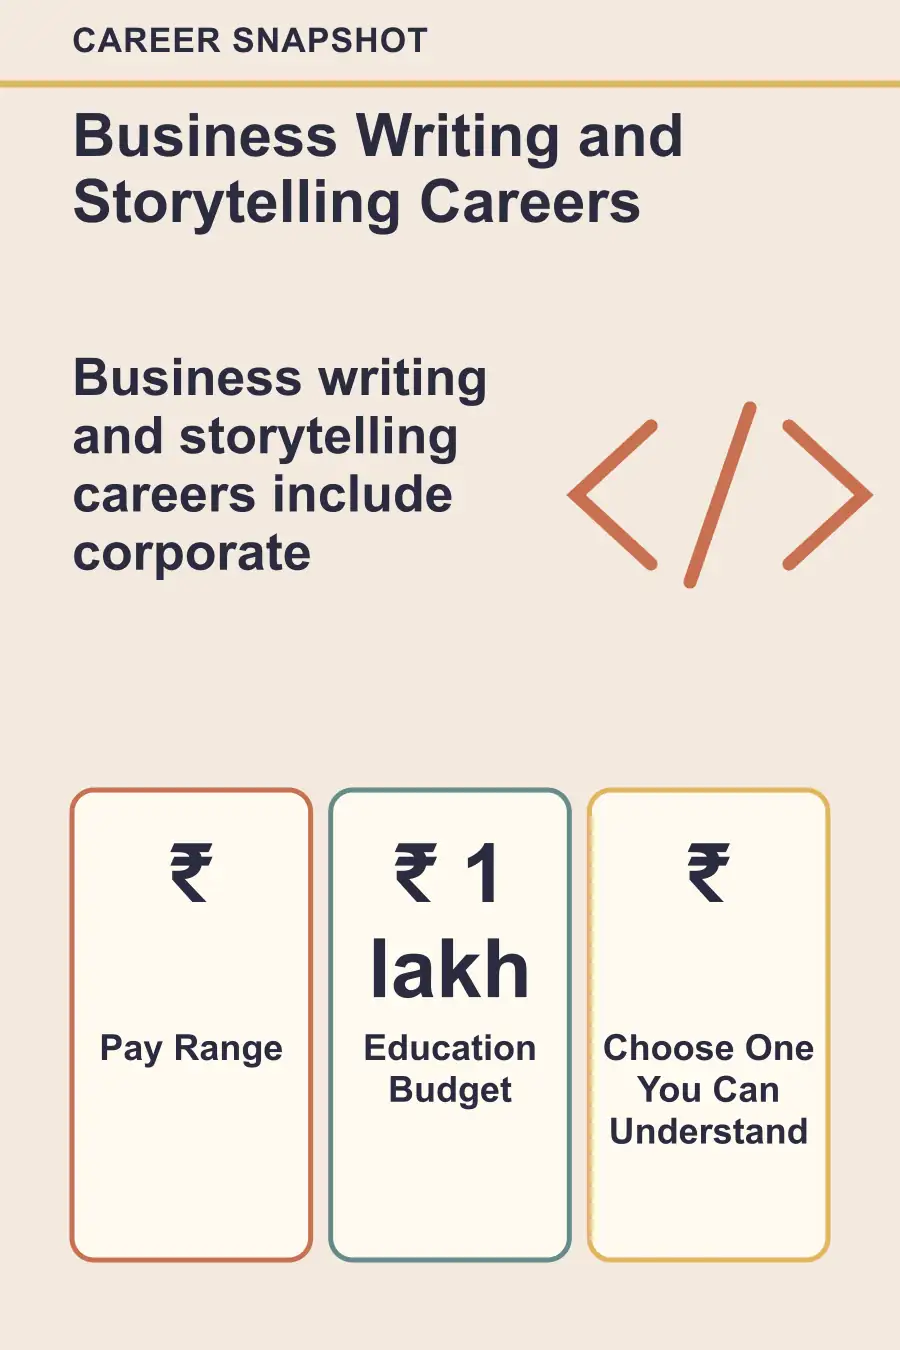 CAREER SNAPSHOT
Business Writing and
Storytelling Careers
Business writing
and storytelling
careers include
corporate
₹
Pay Range
₹ 1
lakh
Education
Budget
₹
Choose One
You Can
Understand